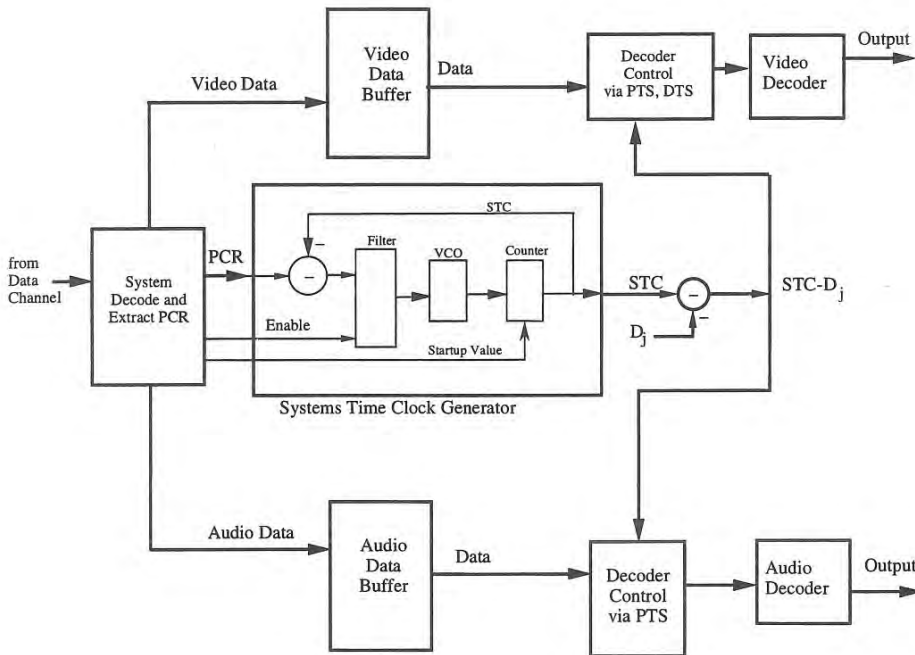 Video
Data
Buffer
Video Data
Data
Decoder
Control
via PTS, DTS
Video
Decoder
Output
STC
Filter
VCO
Counter
PCR
from
Data
Channel
System
Decode and
Extract PCR
−
−
STC
−
−
STC-D j
D j
Enable
Startup Value
Systems Time Clock Generator
Audio Data
Audio
Data
Buffer
Data
Decoder
Control
via PTS
Audio
Decoder
Output